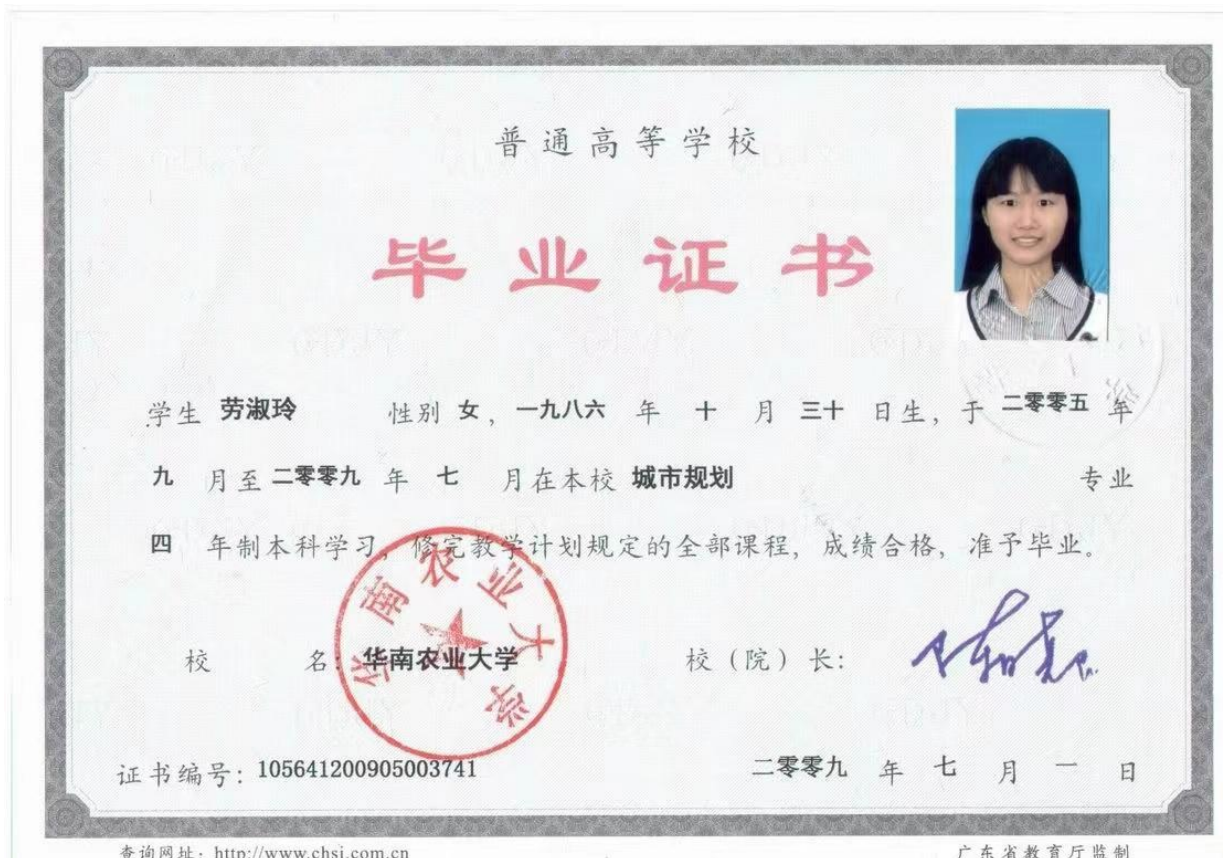 普通高等学校
毕业证书
学生 劳淑玲 性别 女，一九八六 年 十 月 三十 日生，于 二零零五 年
九 月至 二零零九 年 七 月在本校 城市规划 专业
四 年制本科学习，修完教学计划规定的全部课程，成绩合格，准予毕业。
华南农业大学
校 名：华南农业大学 校（院）长：
证书编号：105641200905003741 二零零九 年 七 月 一 日
查询网址：http://www.chsi.com.cn 广东省教育厅监制